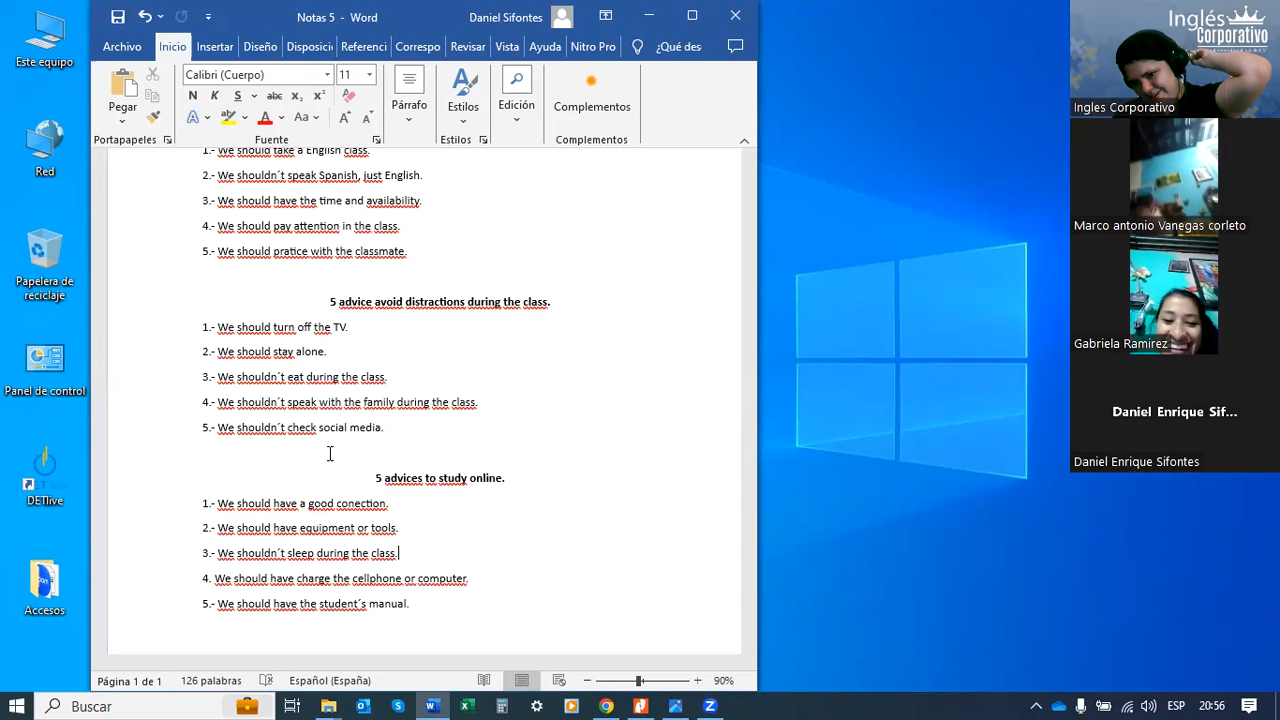 Notas 5 - Word
Daniel Sifontes
Archivo Inicio Insertar Diseño Disposici Referenci Correspo Revisar Vista Ayuda Nitro Pro ¿Qué des
Pegar
Calibri (Cuerpo) 11
N K S abc x₂ x²
A A Aa A A
Párrafo
Estilos
Edición
Complementos
Portapapeles Fuente Estilos Complementos
1.- We should take a English class.
2.- We shouldn´t speak Spanish, just English.
3.- We should have the time and availability.
4.- We should pay attention in the class.
5.- We should pratice with the classmate.
5 advice avoid distractions during the class.
1.- We should turn off the TV.
2.- We should stay alone.
3.- We shouldn´t eat during the class.
4.- We shouldn´t speak with the family during the class.
5.- We shouldn´t check social media.
5 advices to study online.
1.- We should have a good conection.
2.- We should have equipment or tools.
3.- We shouldn´t sleep during the class.
4. We should have charge the cellphone or computer.
5.- We should have the student´s manual.
Página 1 de 1 126 palabras Español (España) 90%
Este equipo
Red
Papelera de
reciclaje
Panel de control
DETlive
Accesos
Inglés
Corporativo
Ingles Corporativo
Marco antonio Vanegas corleto
Gabriela Ramirez
Daniel Enrique Sif...
Daniel Enrique Sifontes
Buscar
ESP 20:56